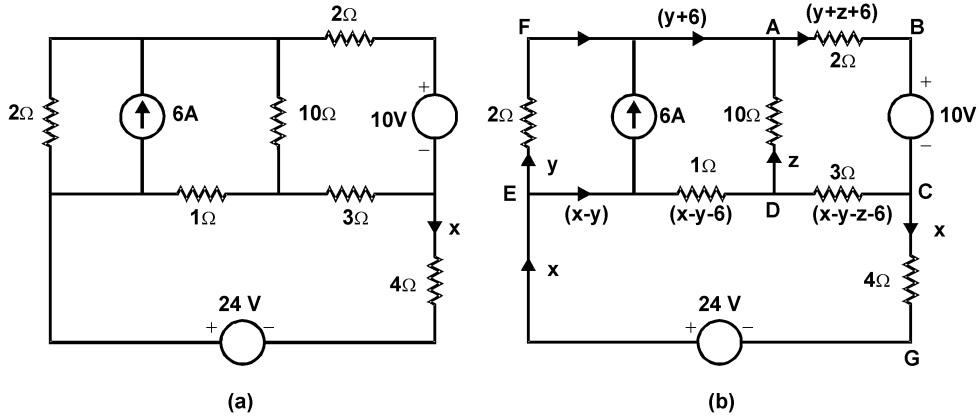 2Ω
2Ω
6A
10Ω
+
10V
−
1Ω
3Ω
x
4Ω
24 V
+
−
(a)
F
(y+6)
A
(y+z+6)
B
2Ω
2Ω
6A
10Ω
+
10V
−
y
1Ω
z
3Ω
E
(x-y)
(x-y-6)
D
(x-y-z-6)
C
x
x
4Ω
24 V
+
−
G
(b)